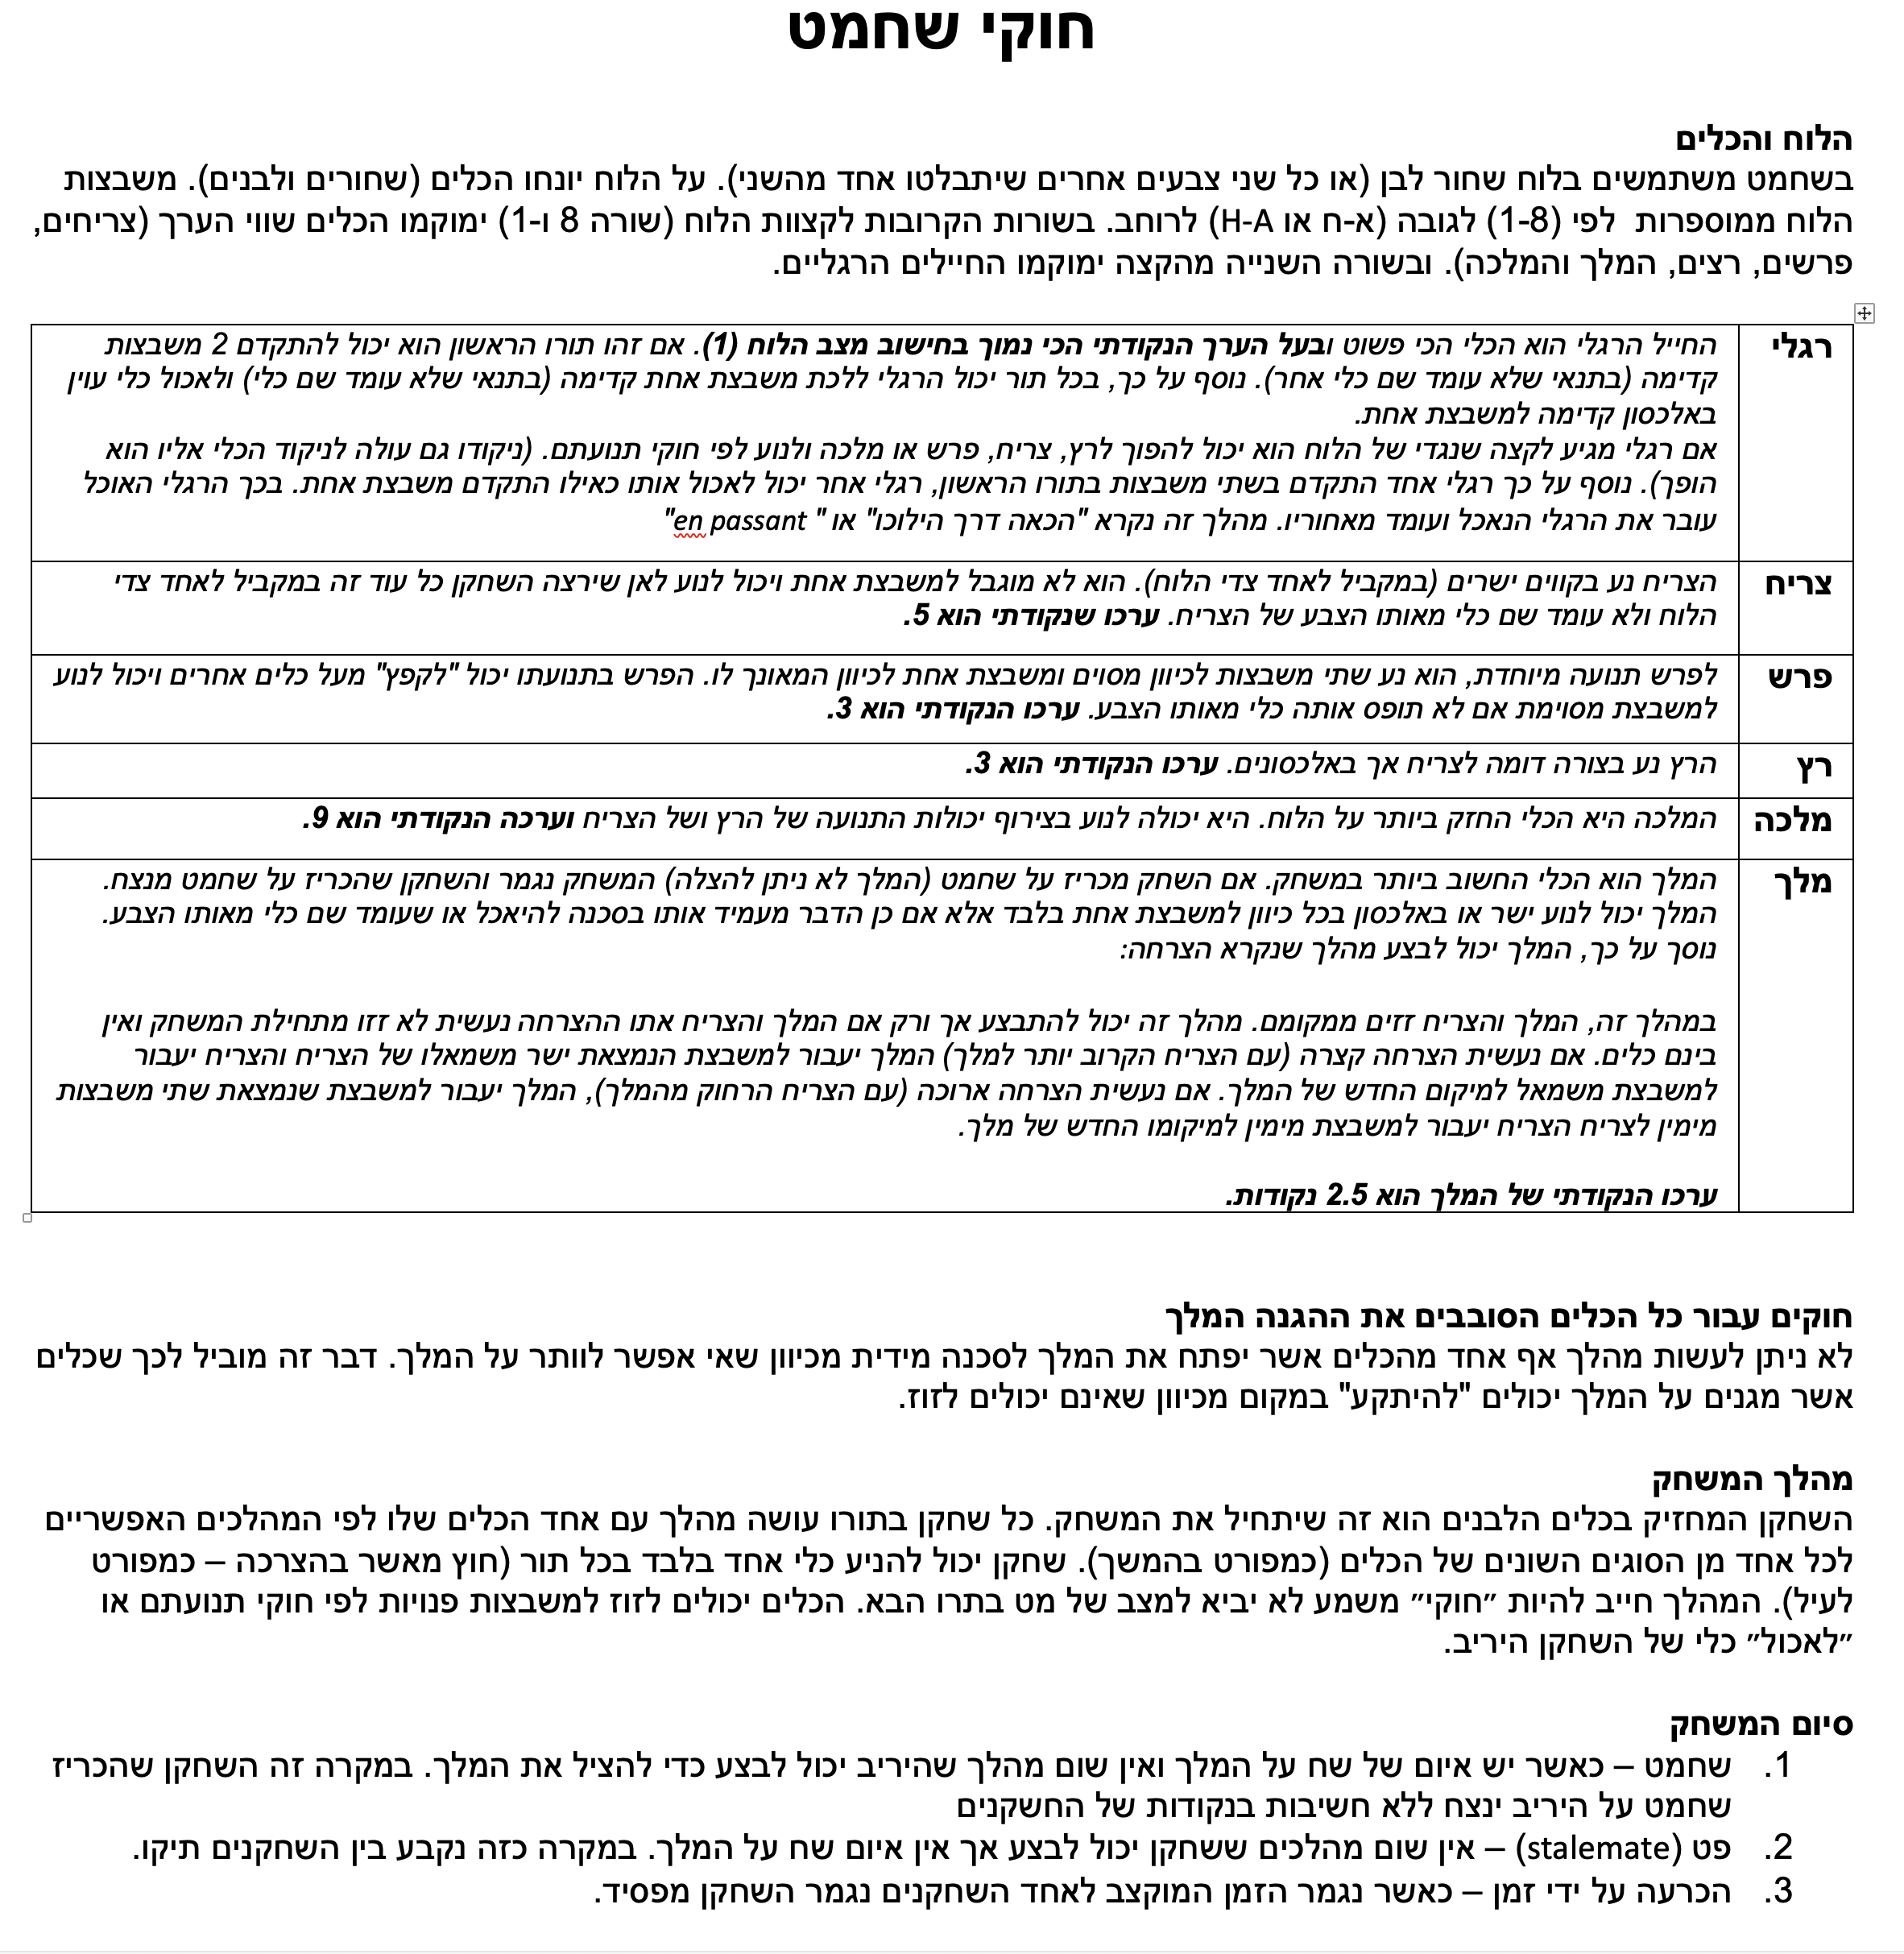 חוקי שחמט
הלוח והכלים
בשחמט משתמשים בלוח שחור לבן (או כל שני צבעים אחרים שיתבלטו אחד מהשני). על הלוח יונחו הכלים (שחורים ולבנים). משבצות
הלוח ממוספרות לפי (1-8) לגובה (א-ח או H-A) לרוחב. בשורות הקרובות לקצוות הלוח (שורה 8 ו-1) ימוקמו הכלים שווי הערך (צריחים,
פרשים, רצים, המלך והמלכה). ובשורה השנייה מהקצה ימוקמו החיילים הרגליים.
רגלי
החייל הרגלי הוא הכלי הכי פשוט ובעל הערך הנקודתי הכי נמוך בחישוב מצב הלוח (1). אם זהו תורו הראשון הוא יכול להתקדם 2 משבצות
קדימה (בתנאי שלא עומד שם כלי אחר). נוסף על כך, בכל תור יכול הרגלי ללכת משבצת אחת קדימה (בתנאי שלא עומד שם כלי) ולאכול כלי עוין
באלכסון קדימה למשבצת אחת.
אם רגלי מגיע לקצה שנגדי של הלוח הוא יכול להפוך לרץ, צריח, פרש או מלכה ולנוע לפי חוקי תנועתם. (ניקודו גם עולה לניקוד הכלי אליו הוא
הופך). נוסף על כך רגלי אחד התקדם בשתי משבצות בתורו הראשון, רגלי אחר יכול לאכול אותו כאילו התקדם משבצת אחת. בכך הרגלי האוכל
עובר את הרגלי הנאכל ועומד מאחוריו. מהלך זה נקרא "הכאה דרך הילוכו" או " en passant"
צריח
הצריח נע בקווים ישרים (במקביל לאחד צדי הלוח). הוא לא מוגבל למשבצת אחת ויכול לנוע לאן שירצה השחקן כל עוד זה במקביל לאחד צדי
הלוח ולא עומד שם כלי מאותו הצבע של הצריח. ערכו שנקודתי הוא 5.
פרש
לפרש תנועה מיוחדת, הוא נע שתי משבצות לכיוון מסוים ומשבצת אחת לכיוון המאונך לו. הפרש בתנועתו יכול "לקפץ" מעל כלים אחרים ויכול לנוע
למשבצת מסוימת אם לא תופס אותה כלי מאותו הצבע. ערכו הנקודתי הוא 3.
רץ
הרץ נע בצורה דומה לצריח אך באלכסונים. ערכו הנקודתי הוא 3.
מלכה
המלכה היא הכלי החזק ביותר על הלוח. היא יכולה לנוע בצירוף יכולות התנועה של הרץ ושל הצריח וערכה הנקודתי הוא 9.
מלך
המלך הוא הכלי החשוב ביותר במשחק. אם השחק מכריז על שחמט (המלך לא ניתן להצלה) המשחק נגמר והשחקן שהכריז על שחמט מנצח.
המלך יכול לנוע ישר או באלכסון בכל כיוון למשבצת אחת בלבד אלא אם כן הדבר מעמיד אותו בסכנה להיאכל או שעומד שם כלי מאותו הצבע.
נוסך על כך, המלך יכול לבצע מהלך שנקרא הצרחה:
במהלך זה, המלך והצריח זזים ממקומם. מהלך זה יכול להתבצע אך ורק אם המלך והצריח אתו ההצרחה נעשית לא זזו מתחילת המשחק ואין
בינם כלים. אם נעשית הצרחה קצרה (עם הצריח הקרוב יותר למלך) המלך יעבור למשבצת הנמצאת ישר משמאלו של הצריח והצריח יעבור
למשבצת משמאל למיקום החדש של המלך. אם נעשית הצרחה ארוכה (עם הצריח הרחוק מהמלך), המלך יעבור למשבצת שנמצאת שתי משבצות
מימין לצריח הצריח יעבור למשבצת מימין למיקומו החדש של מלך.
ערכו הנקודתי של המלך הוא 2.5 נקודות.
חוקים עבור כל הכלים הסובבים את ההגנה המלך
לא ניתן לעשות מהלך אף אחד מהכלים אשר יפתח את המלך לסכנה מידית מכיוון שאי אפשר לוותר על המלך. דבר זה מוביל לכך שכלים
אשר מגנים על המלך יכולים "להיתקע" במקום מכיוון שאינם יכולים לזוז.
מהלך המשחק
השחקן המחזיק בכלים הלבנים הוא זה שיתחיל את המשחק. כל שחקן בתורו עושה מהלך עם אחד הכלים שלו לפי המהלכים האפשריים
לכל אחד מן הסוגים השונים של הכלים (כמפורט בהמשך). שחקן יכול להניע כלי אחד בלבד בכל תור (חוץ מאשר בהצרכה – כמפורט
לעיל). המהלך חייב להיות ״חוקי״ משמע לא יביא למצב של מט בתרו הבא. הכלים יכולים לזוז למשבצות פנויות לפי חוקי תנועתם או
״לאכול״ כלי של השחקן היריב.
סיום המשחק
1. שחמט – כאשר יש איום של שח על המלך ואין שום מהלך שהיריב יכול לבצע כדי להציל את המלך. במקרה זה השחקן שהכריז
שחמט על היריב ינצח ללא חשיבות בנקודות של החשקנים
2. פט (stalemate) – אין שום מהלכים ששחקן יכול לבצע אך אין איום שח על המלך. במקרה כזה נקבע בין השחקנים תיקו.
3. הכרעה על ידי זמן – כאשר נגמר הזמן המוקצב לאחד השחקנים נגמר השחקן מפסיד.